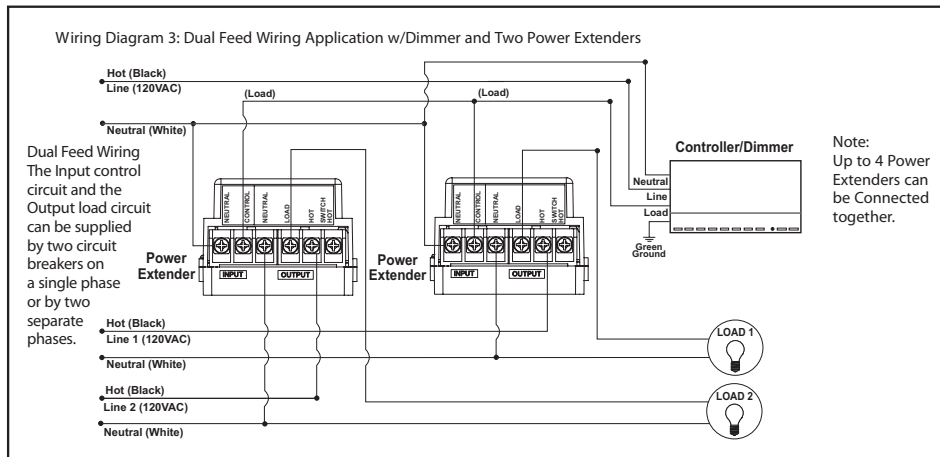 Wiring Diagram 3: Dual Feed Wiring Application w/Dimmer and Two Power Extenders
Hot (Black)
Line (120VAC)
(Load)
(Load)
Neutral (White)
Dual Feed Wiring
The Input control
circuit and the
Output load circuit
can be supplied
by two circuit
breakers on
a single phase
or by two
separate
phases.
NEUTRAL
CONTROL
NEUTRAL
LOAD
HOT
SWITCH
HOT
INPUT
OUTPUT
Power
Extender
NEUTRAL
CONTROL
NEUTRAL
LOAD
HOT
SWITCH
HOT
INPUT
OUTPUT
Power
Extender
Controller/Dimmer
Neutral
Line
Load
Green
Ground
Note:
Up to 4 Power
Extenders can
be Connected
together.
Hot (Black)
Line 1 (120VAC)
Neutral (White)
LOAD 1
Hot (Black)
Line 2 (120VAC)
Neutral (White)
LOAD 2